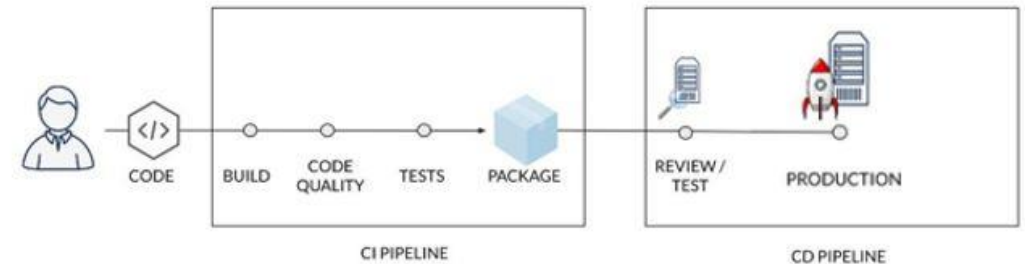 </>
CODE
BUILD
CODE
QUALITY
TESTS
PACKAGE
REVIEW /
TEST
PRODUCTION
CI PIPELINE
CD PIPELINE